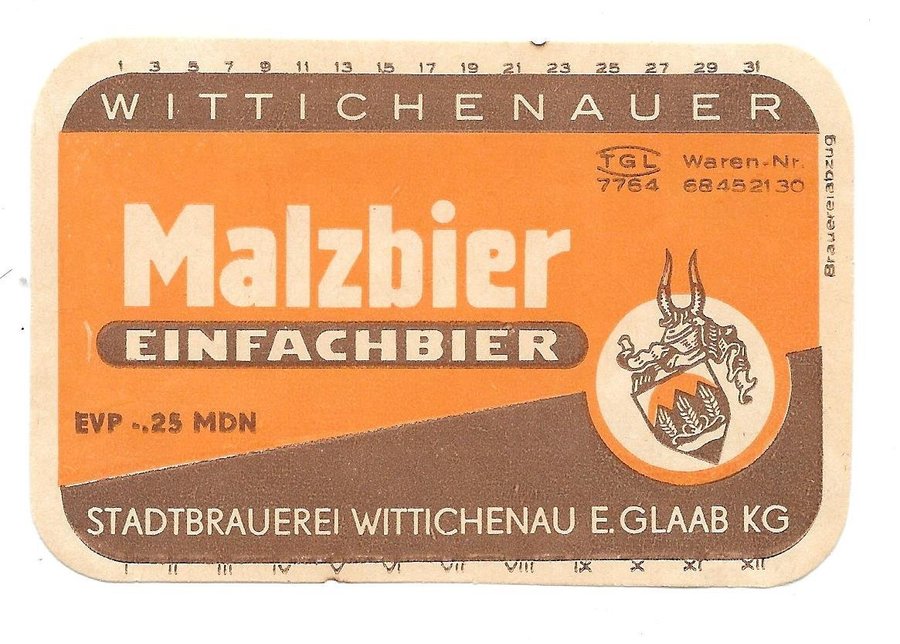 1 3 5 7 9 11 13 15 17 19 21 23 25 27 29 31
WITTICHENAUER
TGL Waren-Nr.
7764 68452130
Brauereiabzug
Malzbier
EINFACHBIER
EVP -.25 MDN
STADTBRAUEREI WITTICHENAU E. GLAAB KG
I II III IV V VI VII VIII IX X XI XII